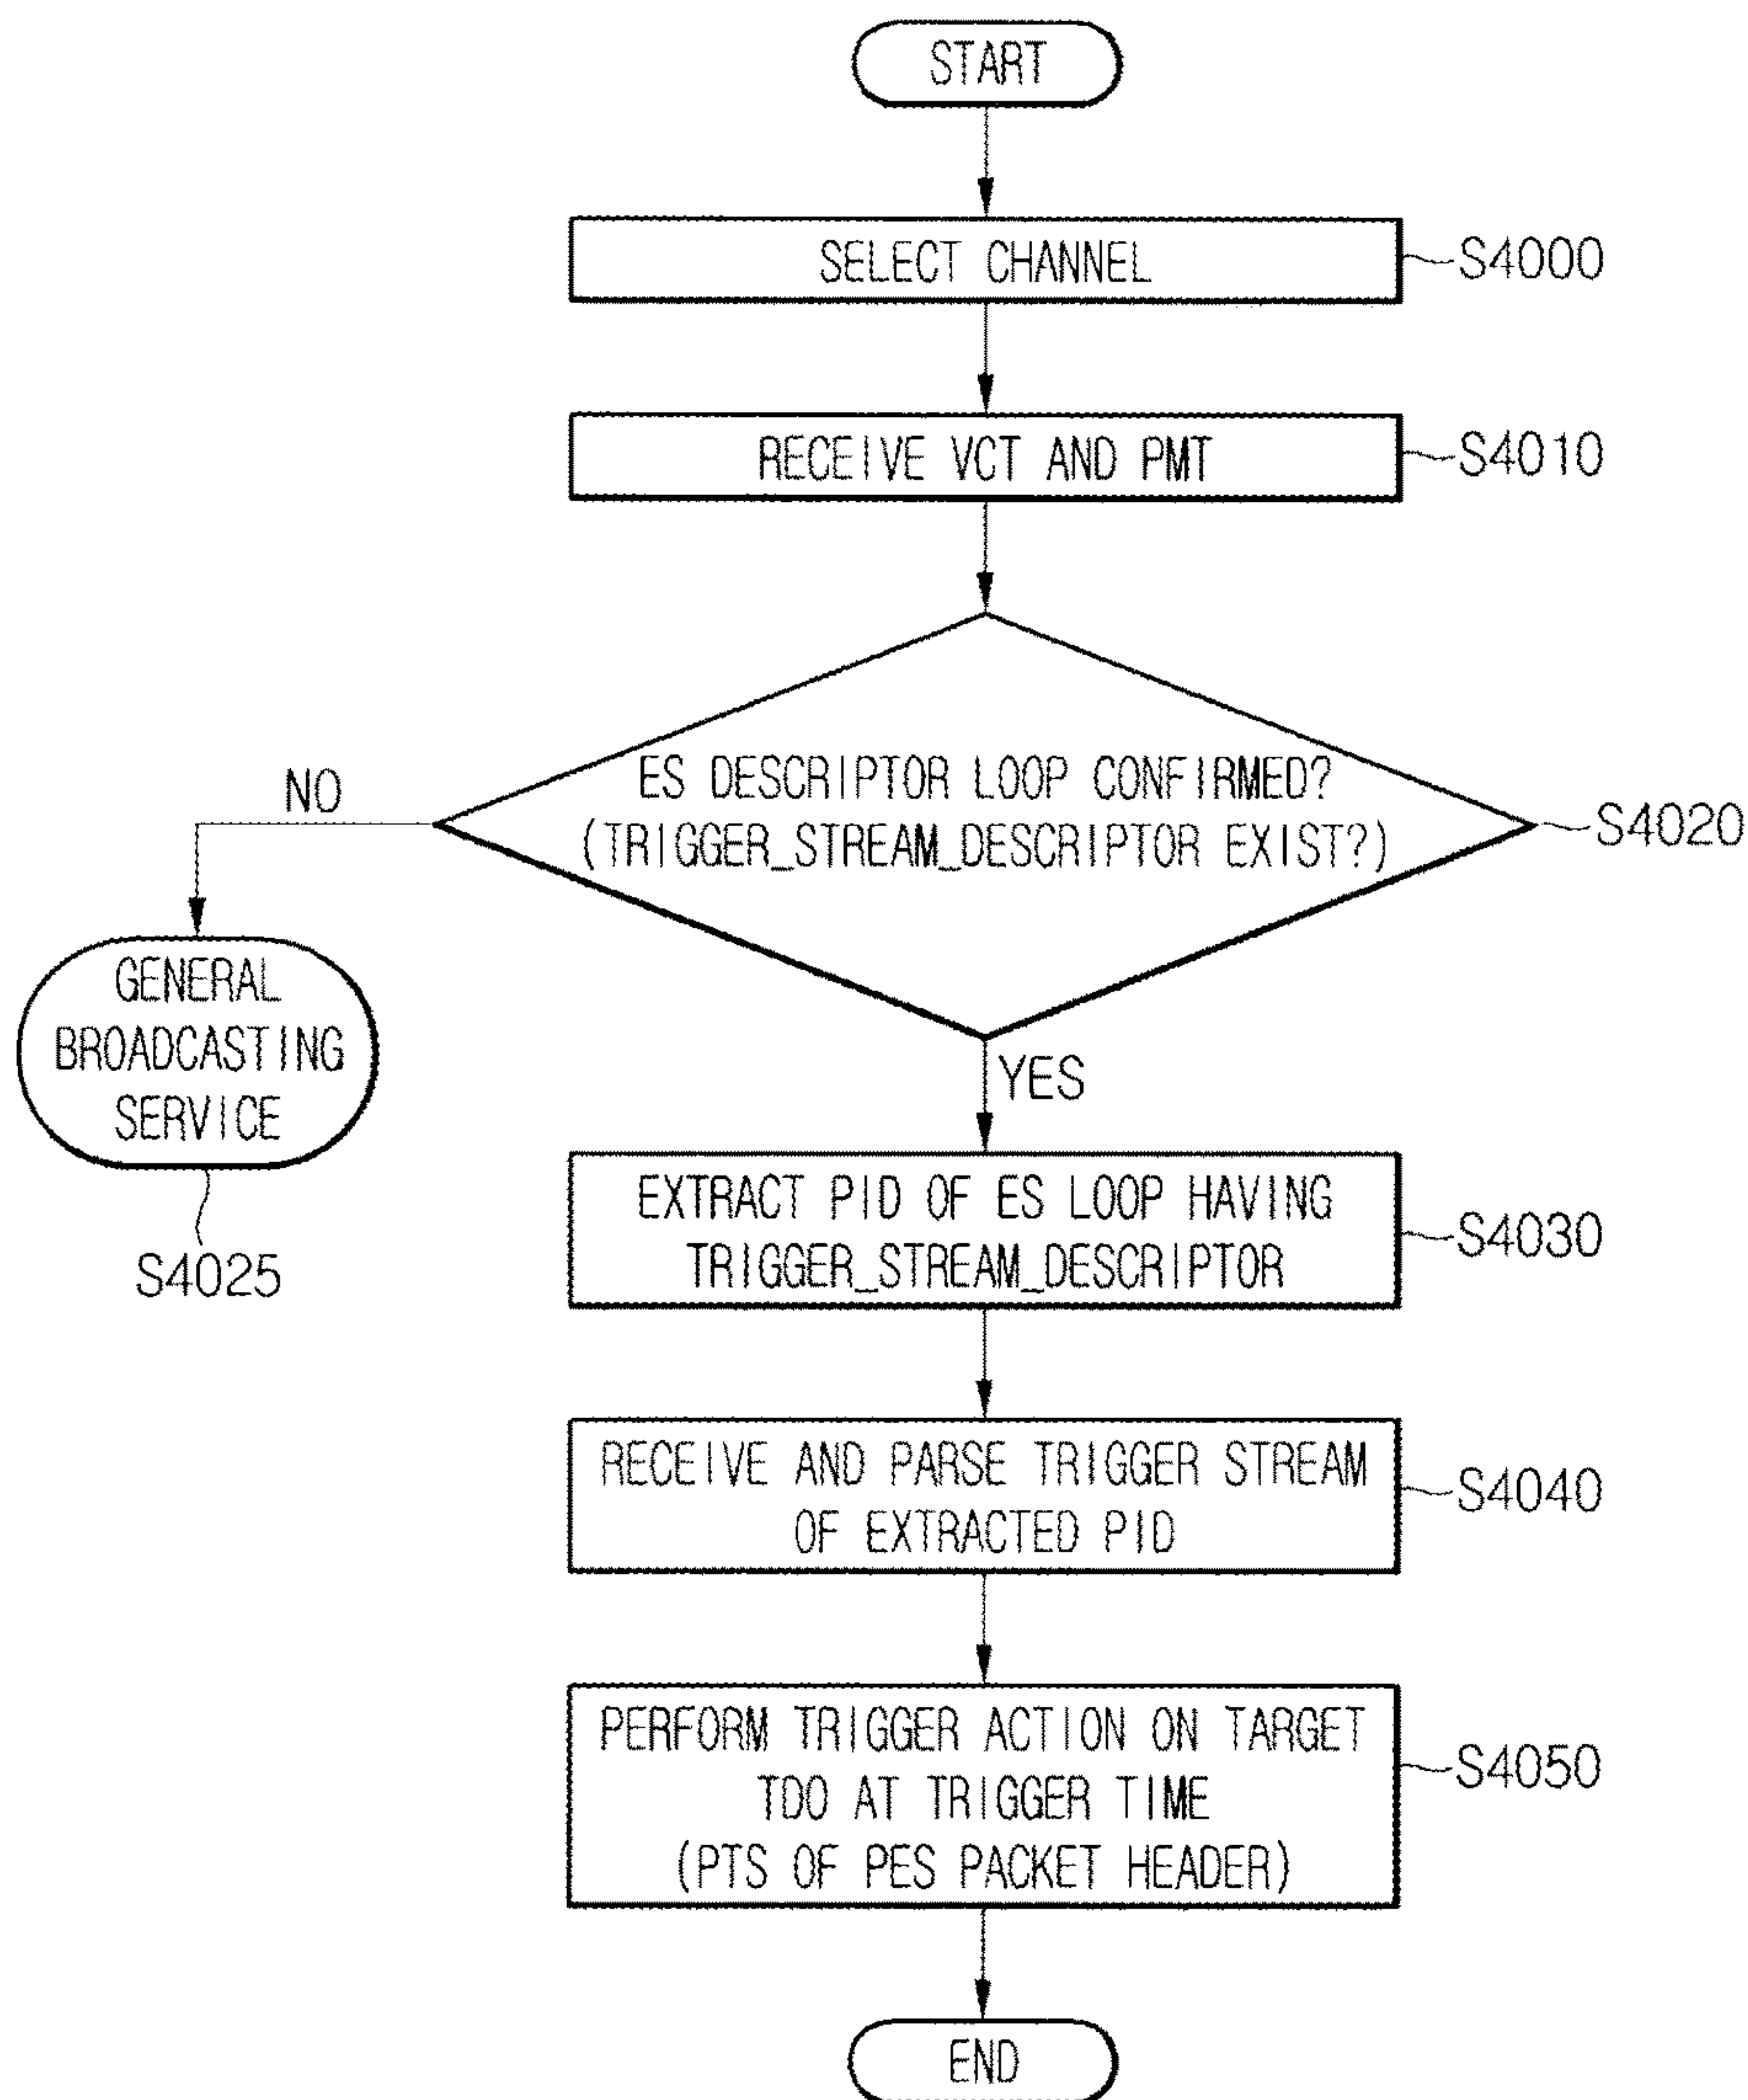 START
SELECT CHANNEL
S4000
RECEIVE VCT AND PMT
S4010
ES DESCRIPTOR LOOP CONFIRMED?
(TRIGGER_STREAM_DESCRIPTOR EXIST?)
S4020
NO
GENERAL
BROADCASTING
SERVICE
S4025
YES
EXTRACT PID OF ES LOOP HAVING
TRIGGER_STREAM_DESCRIPTOR
S4030
RECEIVE AND PARSE TRIGGER STREAM
OF EXTRACTED PID
S4040
PERFORM TRIGGER ACTION ON TARGET
TDO AT TRIGGER TIME
(PTS OF PES PACKET HEADER)
S4050
END